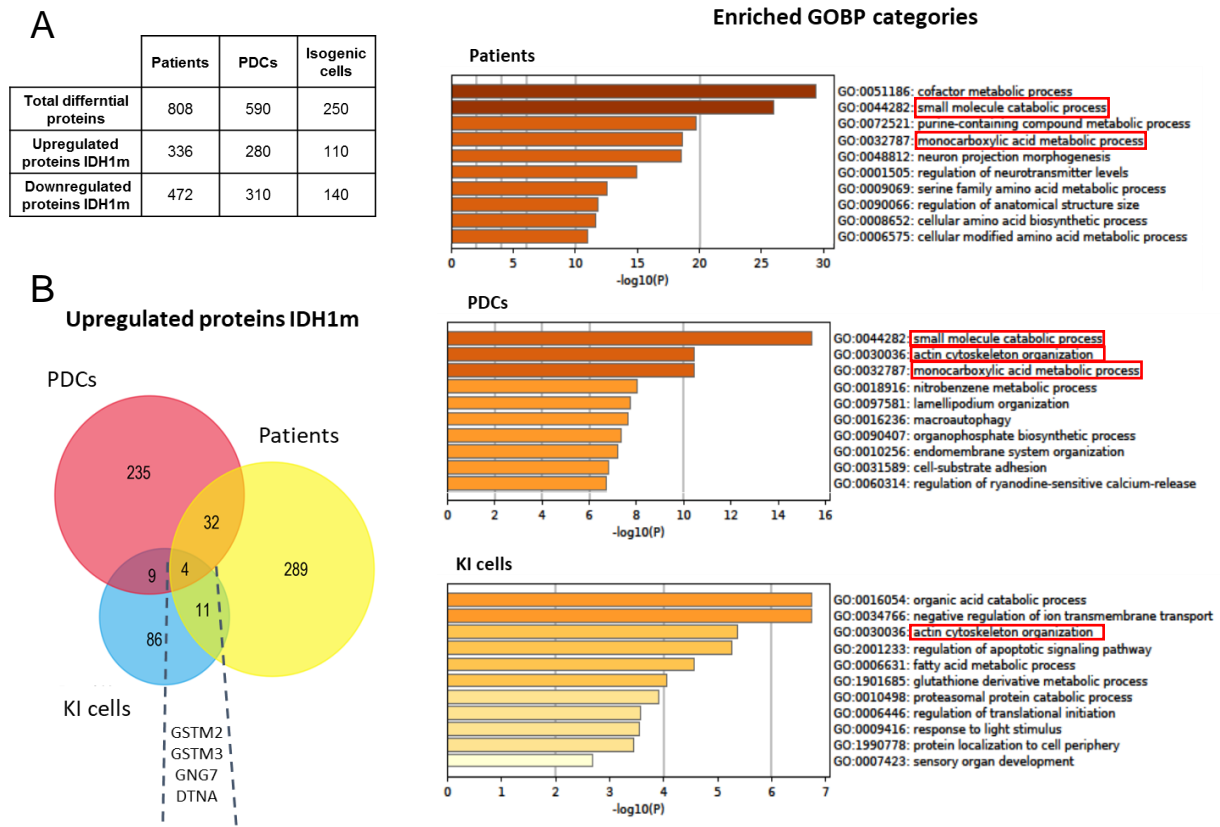 A
Patients PDCs Isogenic cells
Total differntial proteins 808 590 250
Upregulated proteins IDH1m 336 280 110
Downregulated proteins IDH1m 472 310 140
Enriched GOBP categories
Patients
GO:0051186: cofactor metabolic process
GO:0044282: small molecule catabolic process
GO:0072521: purine-containing compound metabolic process
GO:0032787: monocarboxylic acid metabolic process
GO:0048812: neuron projection morphogenesis
GO:0001505: regulation of neurotransmitter levels
GO:0009069: serine family amino acid metabolic process
GO:0090066: regulation of anatomical structure size
GO:0008652: cellular amino acid biosynthetic process
GO:0006575: cellular modified amino acid metabolic process
0 5 10 15 20 25 30
-log10(P)
B
Upregulated proteins IDH1m
PDCs
Patients
235
32
289
9
4
11
86
KI cells
GSTM2
GSTM3
GNG7
DTNA
PDCs
GO:0044282: small molecule catabolic process
GO:0030036: actin cytoskeleton organization
GO:0032787: monocarboxylic acid metabolic process
GO:0018916: nitrobenzene metabolic process
GO:0097581: lamellipodium organization
GO:0016236: macroautophagy
GO:0090407: organophosphate biosynthetic process
GO:0010256: endomembrane system organization
GO:0031589: cell-substrate adhesion
GO:0060314: regulation of ryanodine-sensitive calcium-release
0 2 4 6 8 10 12 14 16
-log10(P)
KI cells
GO:0016054: organic acid catabolic process
GO:0034766: negative regulation of ion transmembrane transport
GO:0030036: actin cytoskeleton organization
GO:2001233: regulation of apoptotic signaling pathway
GO:0006631: fatty acid metabolic process
GO:1901685: glutathione derivative metabolic process
GO:0010498: proteasomal protein catabolic process
GO:0006446: regulation of translational initiation
GO:0009416: response to light stimulus
GO:1990778: protein localization to cell periphery
GO:0007423: sensory organ development
0 1 2 3 4 5 6 7
-log10(P)